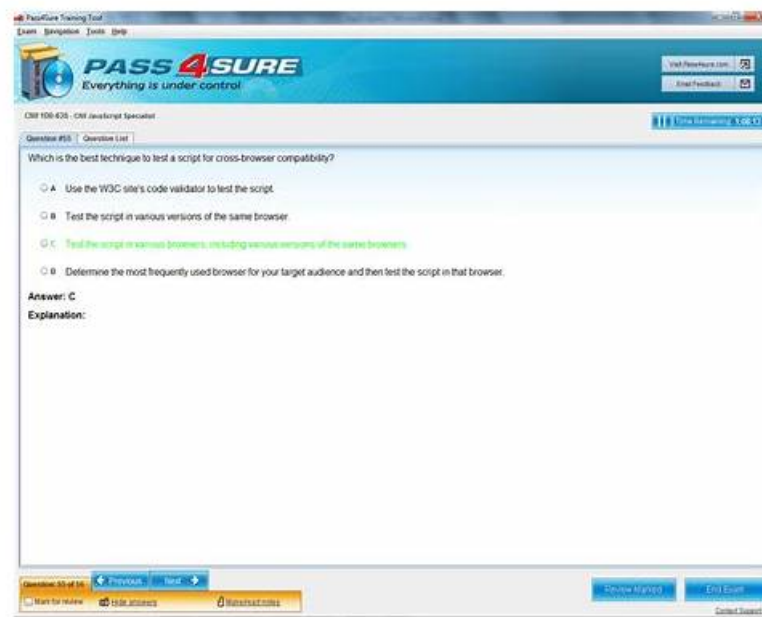 Pass4Sure Training Tool
Exam Navigation Tools Help
PASS 4 SURE
Everything is under control
Visit Pass4sure.com
Email Feedback
CIW JavaScript Specialist
Time Remaining:
Question #55 Question List
Which is the best technique to test a script for cross-browser compatibility?
A Use the W3C site's code validator to test the script.
B Test the script in various versions of the same browser.
C Test the script in various browsers, including various versions of the same browsers.
D Determine the most frequently used browser for your target audience and then test the script in that browser.
Answer: C
Explanation:
Question: 55 of 56 Previous Next
Mark for review Hide answers Make/read notes
Review Marked End Exam
Contact Support